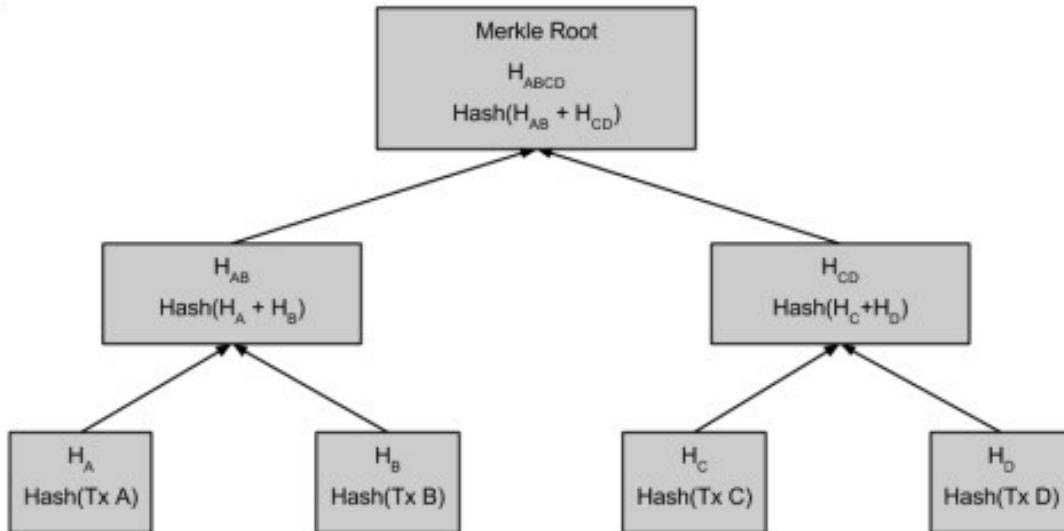 Merkle Root
H_ABCD
Hash(H_AB + H_CD)
H_AB
Hash(H_A + H_B)
H_CD
Hash(H_C+H_D)
H_A
Hash(Tx A)
H_B
Hash(Tx B)
H_C
Hash(Tx C)
H_D
Hash(Tx D)